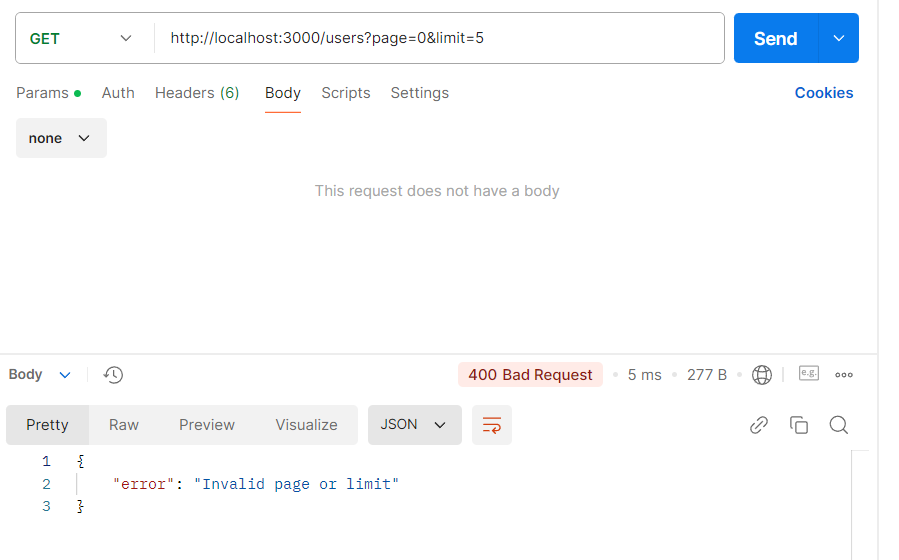 GET http://localhost:3000/users?page=0&limit=5 Send
Params Auth Headers (6) Body Scripts Settings Cookies
none
This request does not have a body
Body 400 Bad Request 5 ms 277 B e.g.
Pretty Raw Preview Visualize JSON
1 {
2 "error": "Invalid page or limit"
3 }